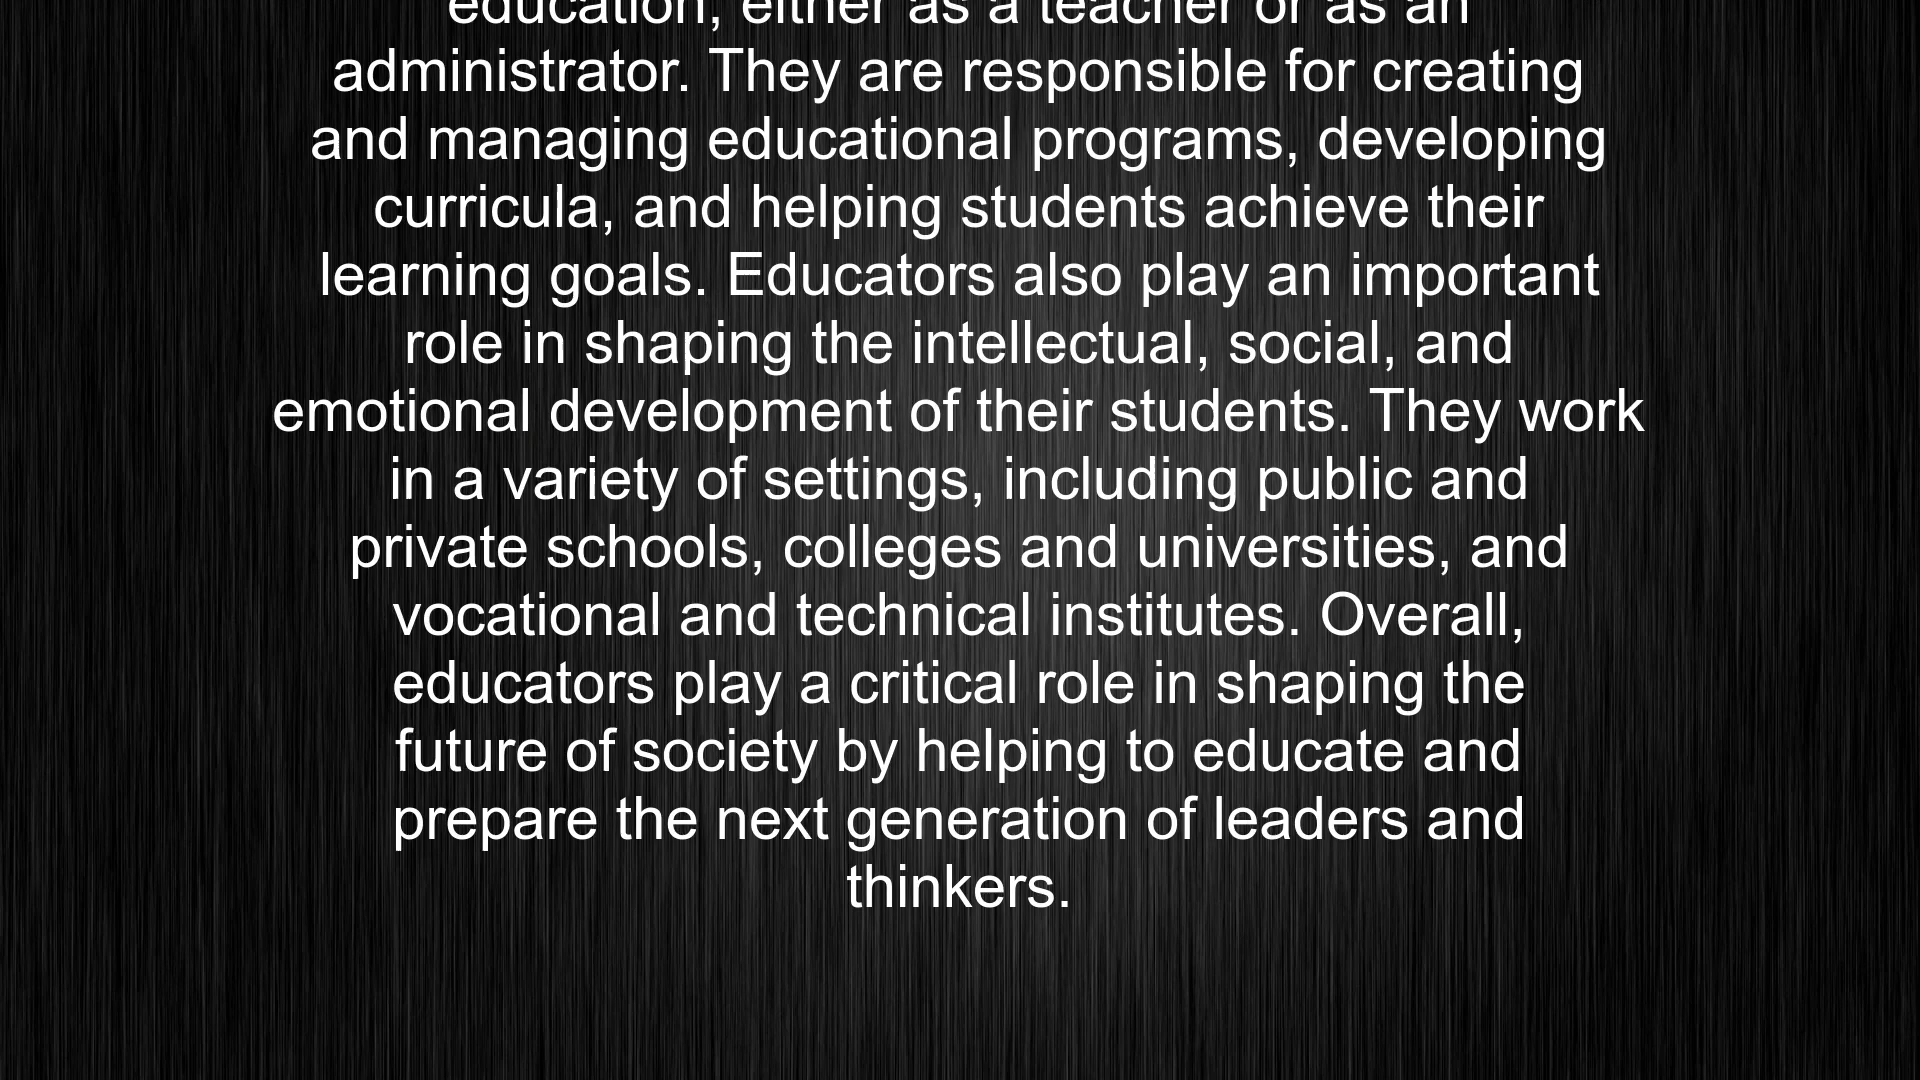 education, either as a teacher or as an
administrator. They are responsible for creating
and managing educational programs, developing
curricula, and helping students achieve their
learning goals. Educators also play an important
role in shaping the intellectual, social, and
emotional development of their students. They work
in a variety of settings, including public and
private schools, colleges and universities, and
vocational and technical institutes. Overall,
educators play a critical role in shaping the
future of society by helping to educate and
prepare the next generation of leaders and
thinkers.